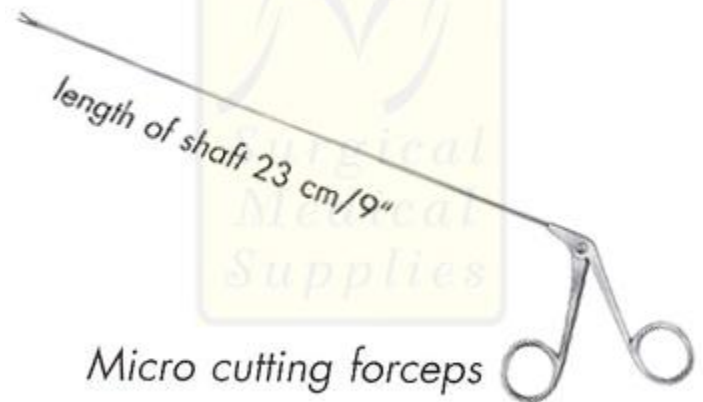 length of shaft 23 cm/9"
Surgical
Medical
Supplies
Micro cutting forceps